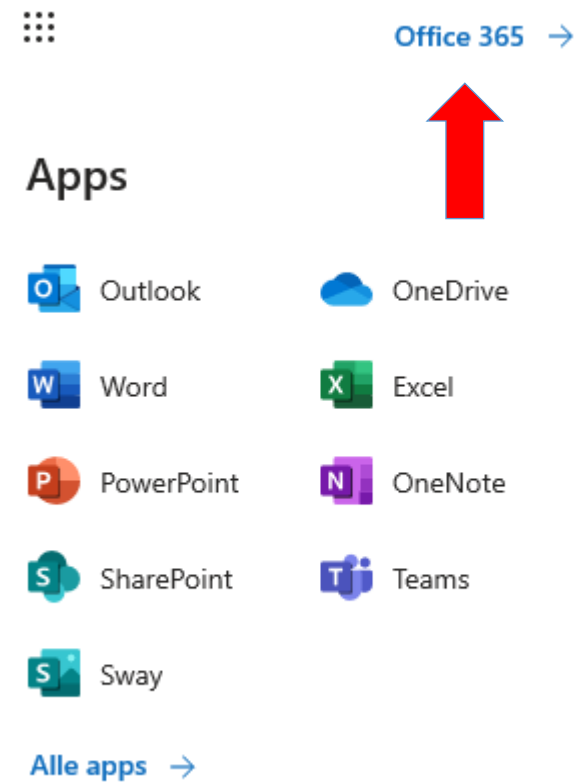 Office 365 →
Apps
Outlook OneDrive
Word Excel
PowerPoint OneNote
SharePoint Teams
Sway
Alle apps →